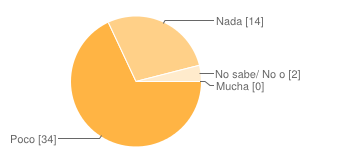 Nada [14]
No sabe/ No o [2]
Mucha [0]
Poco [34]